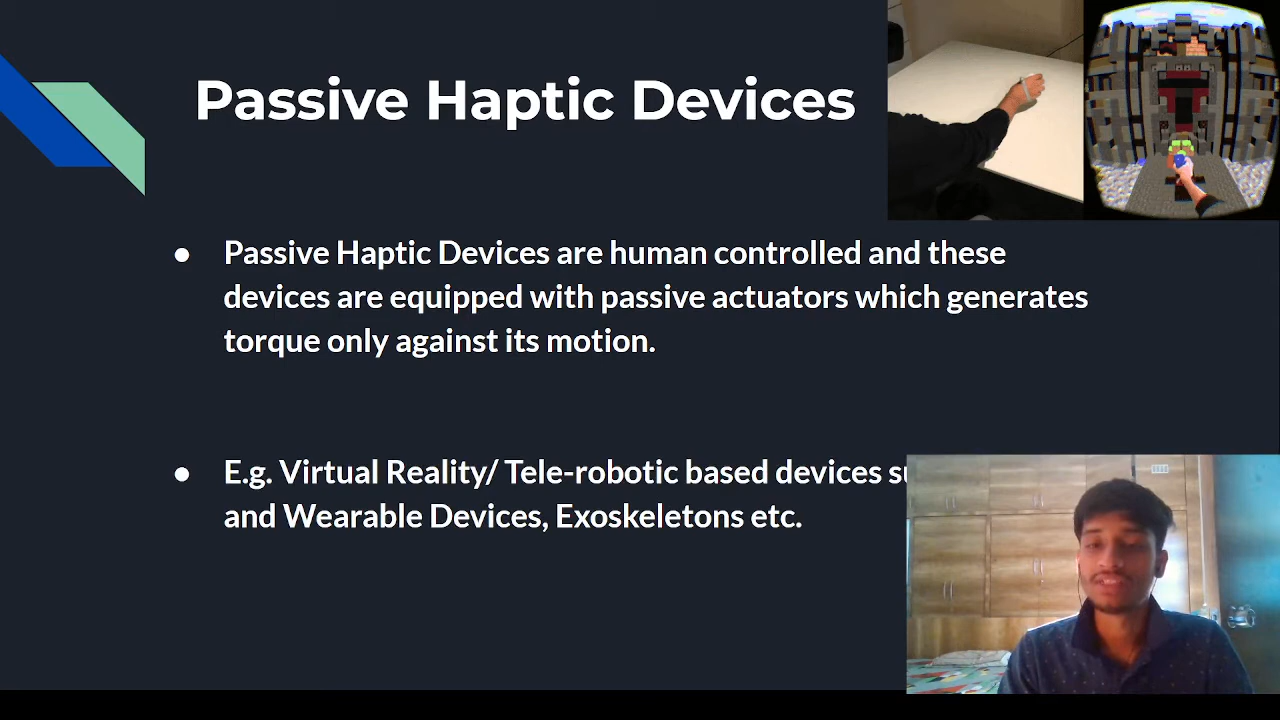 Passive Haptic Devices
● Passive Haptic Devices are human controlled and these
devices are equipped with passive actuators which generates
torque only against its motion.
● E.g. Virtual Reality/ Tele-robotic based devices
and Wearable Devices, Exoskeletons etc.